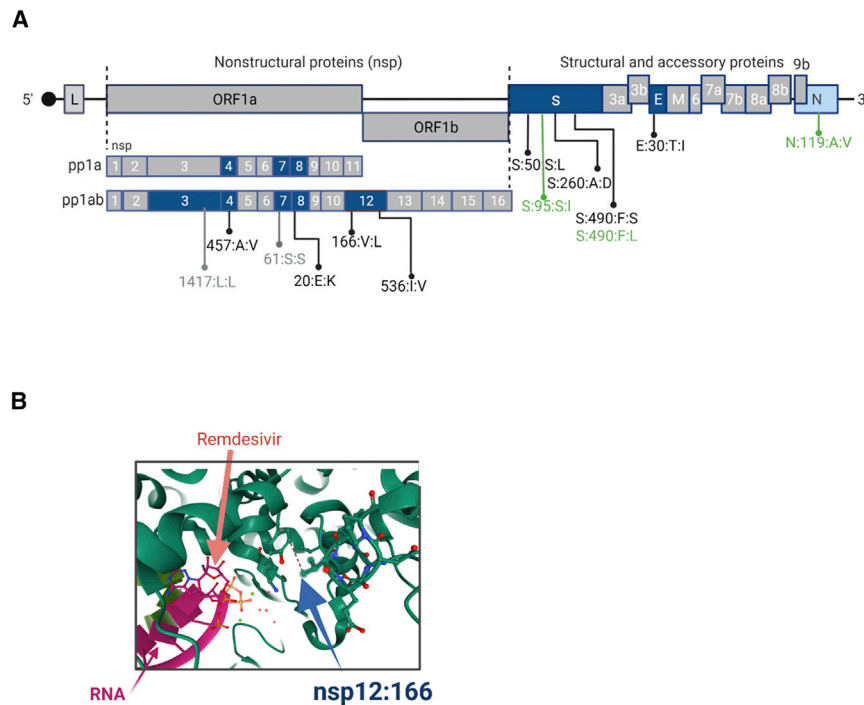 A
Nonstructural proteins (nsp)
Structural and accessory proteins
9b
5'
L
ORF1a
S
3a
3b
E
M
6
7a
7b
8a
8b
N
3
ORF1b
nsp
pp1a
1 2 3 4 5 6 7 8 9 10 11
pp1ab
1 2 3 4 5 6 7 8 9 10 12 13 14 15 16
S:50:S:L
S:95:S:I
S:260:A:D
S:490:F:S
S:490:F:L
E:30:T:I
N:119:A:V
1417:L:L
457:A:V
61:S:S
20:E:K
166:V:L
536:I:V
B
Remdesivir
RNA
nsp12:166